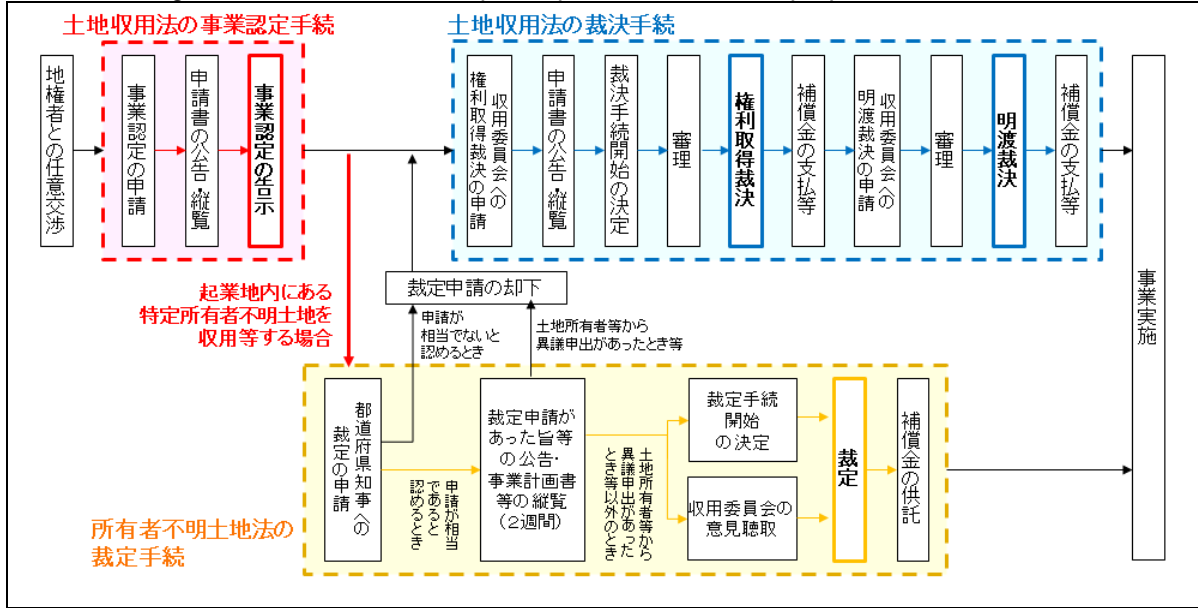 土地収用法の事業認定手続
土地収用法の裁決手続
地権者との任意交渉
事業認定の申請
申請書の公告・縦覧
事業認定の告示
収用委員会への
権利取得裁決の申請
申請書の公告・縦覧
裁決手続開始の決定
審理
権利取得裁決
補償金の支払等
収用委員会への
明渡裁決の申請
審理
明渡裁決
補償金の支払等
事業実施
起業地内にある
特定所有者不明土地を
収用等する場合
裁定申請の却下
申請が
相当でないと
認めるとき
土地所有者等から
異議申出があったとき等
都道府県知事への
裁定の申請
申請が相当
であると
認めるとき
裁定申請が
あった旨等
の公告・
事業計画書
等の縦覧
(2週間)
土地所有者等から
異議申出があった
とき等以外のとき
裁定手続
開始
の決定
収用委員会の
意見聴取
裁定
補償金の供託
所有者不明土地法の
裁定手続